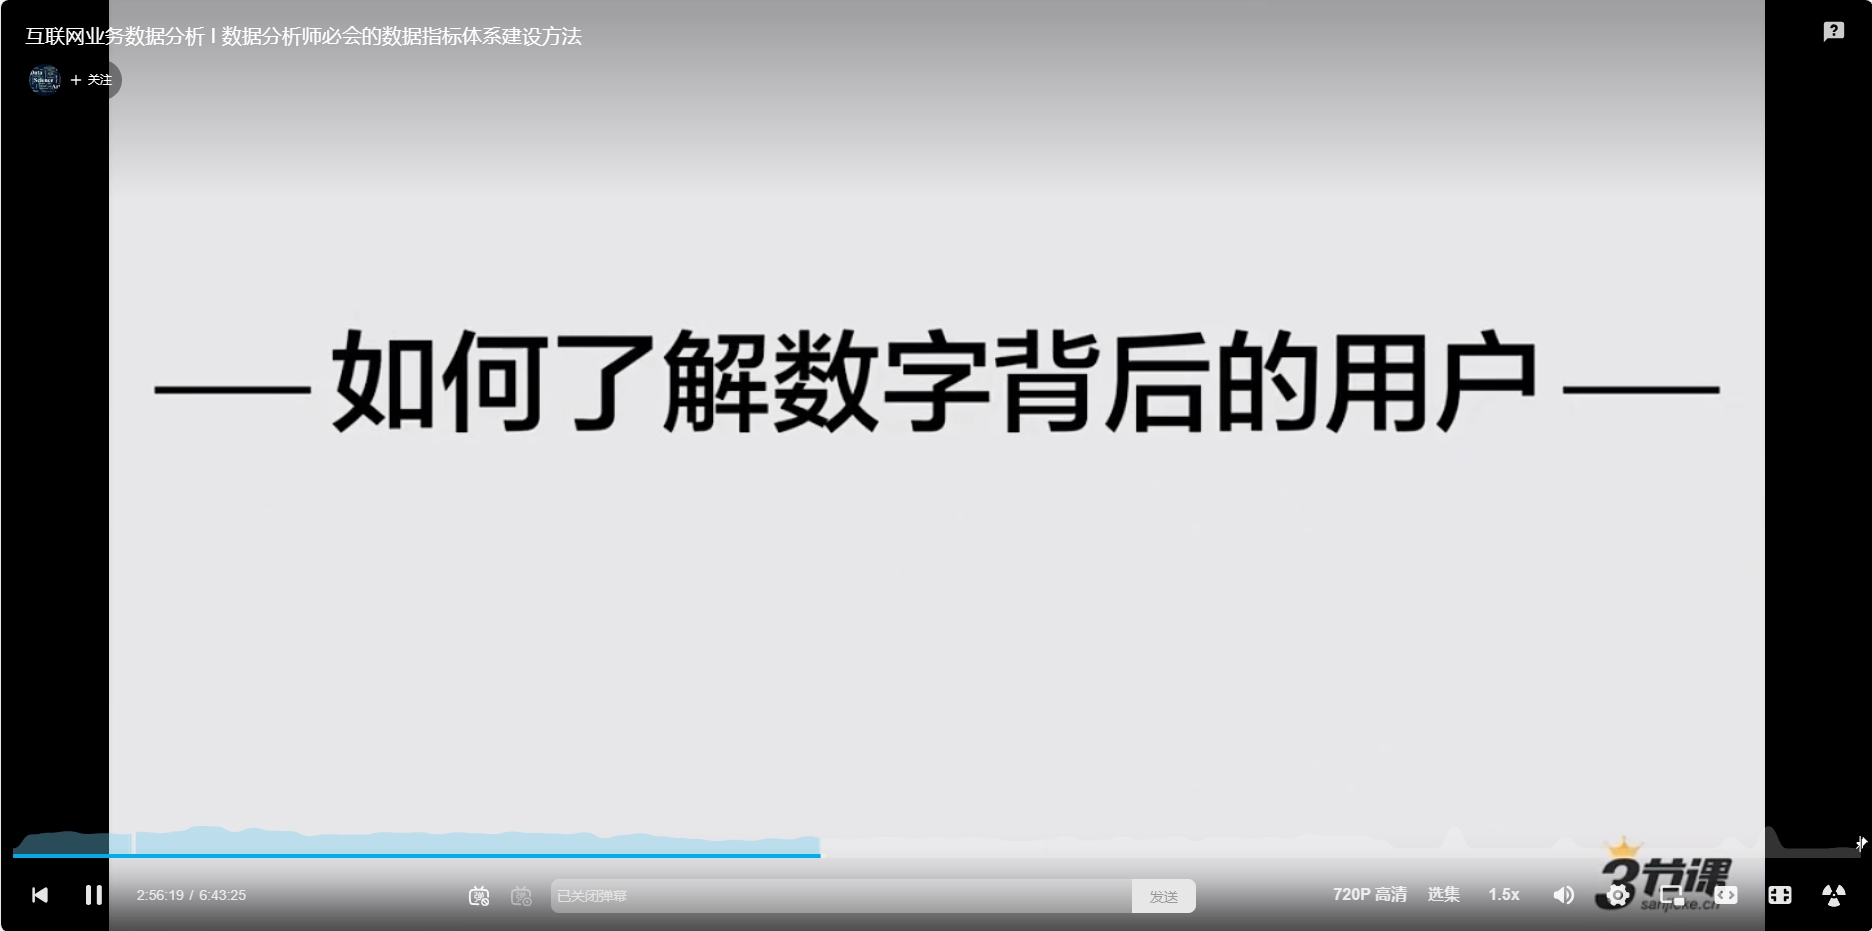 互联网业务数据分析 I 数据分析师必会的数据指标体系建设方法
+ 关注
如何了解数字背后的用户
3节课
sanjieke.cn
2:56:19 / 6:43:25
已关闭弹幕
发送
720P 高清
选集
1.5x